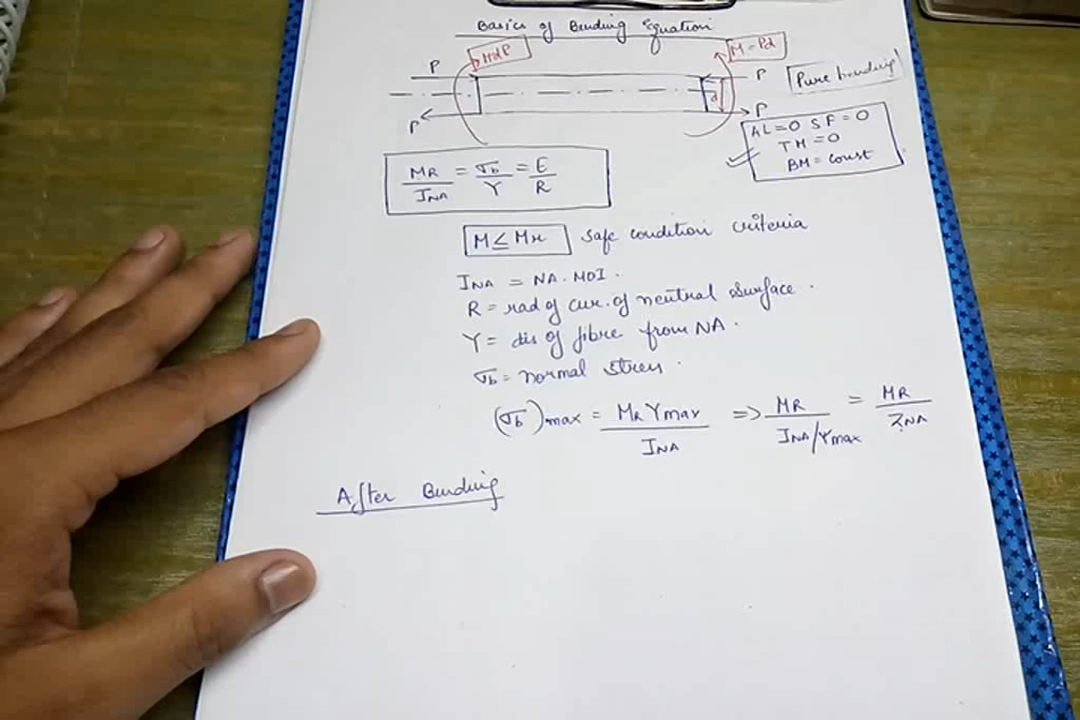 Basics of Bending Equation
P
M=dP
M=Pd
P
Pure bending
P
d
P
AL=0 SF=0
TM=0
BM=const
MR/INA = σb/Y = E/R
M≤Mr safe condition criteria
INA = NA. MOI.
R = rad of cur. of neutral surface.
Y = dis of fibre from NA.
σb = normal stress.
(σb)max = MR Ymax/INA => MR/INA/Ymax = MR/ZNA
After Bending